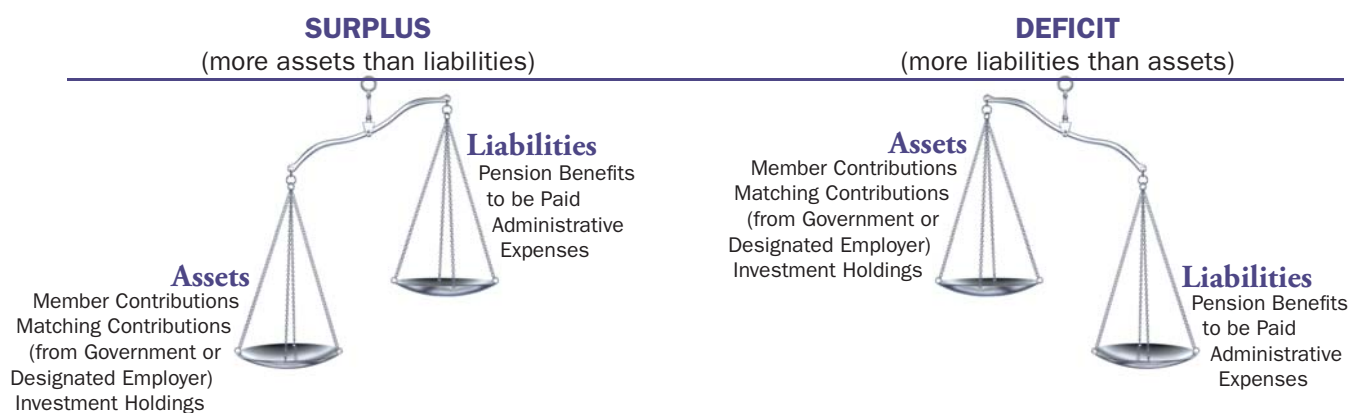 SURPLUS
(more assets than liabilities)
Liabilities
Pension Benefits
to be Paid
Administrative
Expenses
Assets
Member Contributions
Matching Contributions
(from Government or
Designated Employer)
Investment Holdings
DEFICIT
(more liabilities than assets)
Assets
Member Contributions
Matching Contributions
(from Government or
Designated Employer)
Investment Holdings
Liabilities
Pension Benefits
to be Paid
Administrative
Expenses